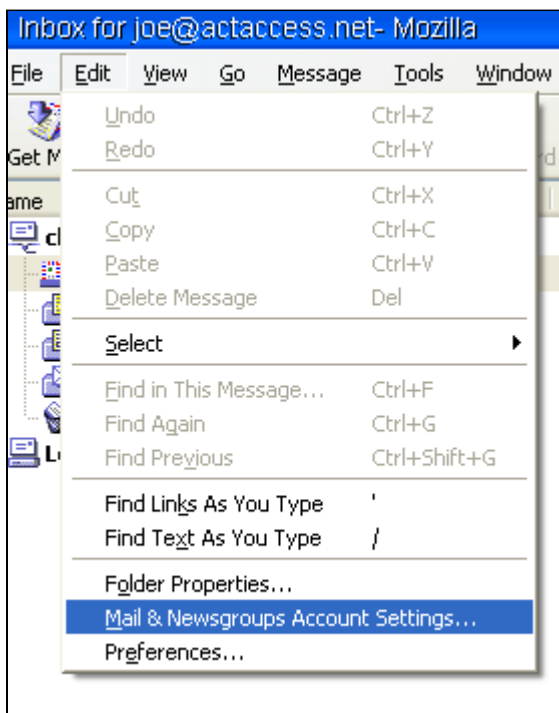 Inbox for joe@actaccess.net- Mozilla
File Edit View Go Message Tools Window
Undo Ctrl+Z
Get M
Redo Ctrl+Y
rd
ame
Cut Ctrl+X
cl
Copy Ctrl+C
Paste Ctrl+V
Delete Message Del
Select
Find in This Message... Ctrl+F
Find Again Ctrl+G
L
Find Previous Ctrl+Shift+G
Find Links As You Type '
Find Text As You Type /
Folder Properties...
Mail & Newsgroups Account Settings...
Preferences...